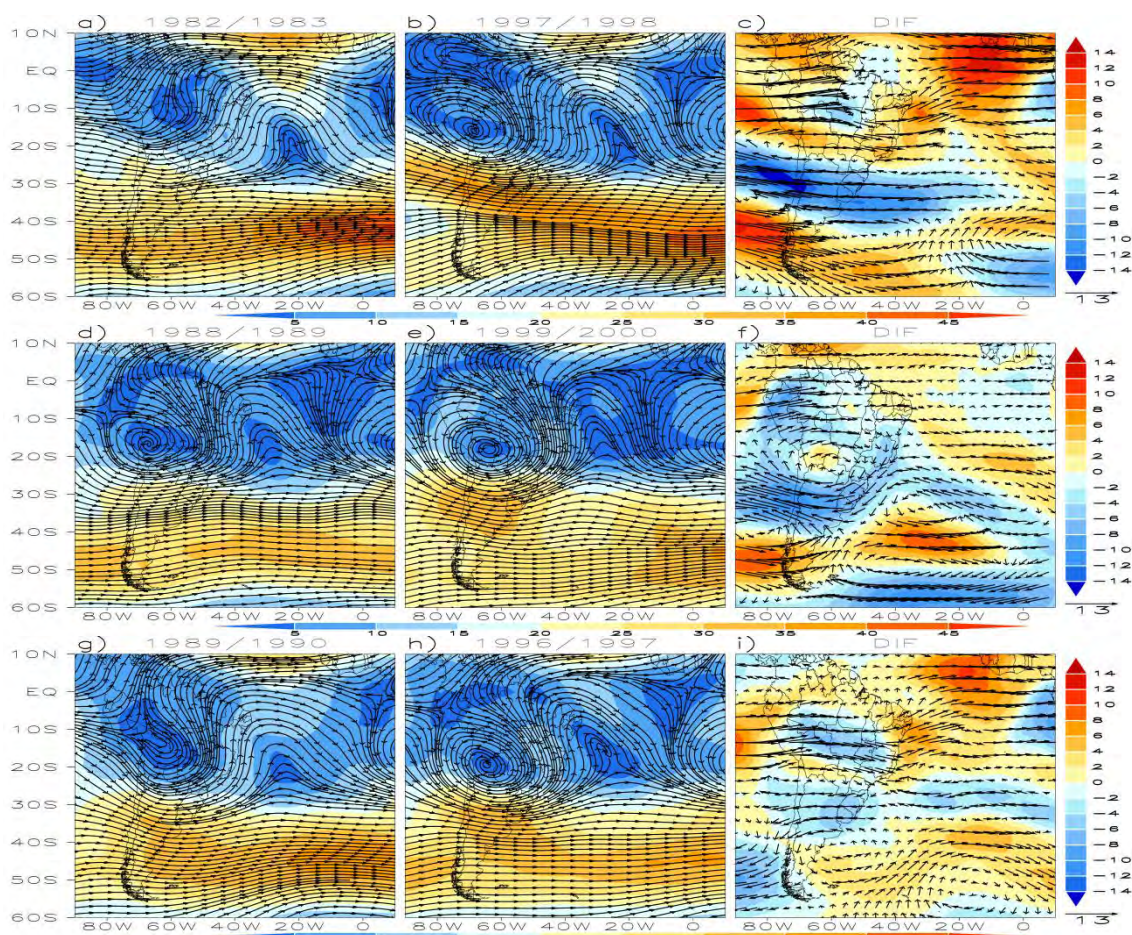 a) 1982/1983 b) 1997/1998 c) DIF
10N
EQ
10S
20S
30S
40S
50S
60S
80W 60W 40W 20W 0 80W 60W 40W 20W 0 80W 60W 40W 20W 0
14
12
10
8
6
4
2
0
-2
-4
-6
-8
-10
-12
-14
13
5 10 15 20 25 30 35 40 45
d) 1988/1989 e) 1999/2000 f) DIF
10N
EQ
10S
20S
30S
40S
50S
60S
80W 60W 40W 20W 0 80W 60W 40W 20W 0 80W 60W 40W 20W 0
14
12
10
8
6
4
2
0
-2
-4
-6
-8
-10
-12
-14
13
5 10 15 20 25 30 35 40 45
g) 1989/1990 h) 1996/1997 i) DIF
10N
EQ
10S
20S
30S
40S
50S
60S
80W 60W 40W 20W 0 80W 60W 40W 20W 0 80W 60W 40W 20W 0
14
12
10
8
6
4
2
0
-2
-4
-6
-8
-10
-12
-14
13